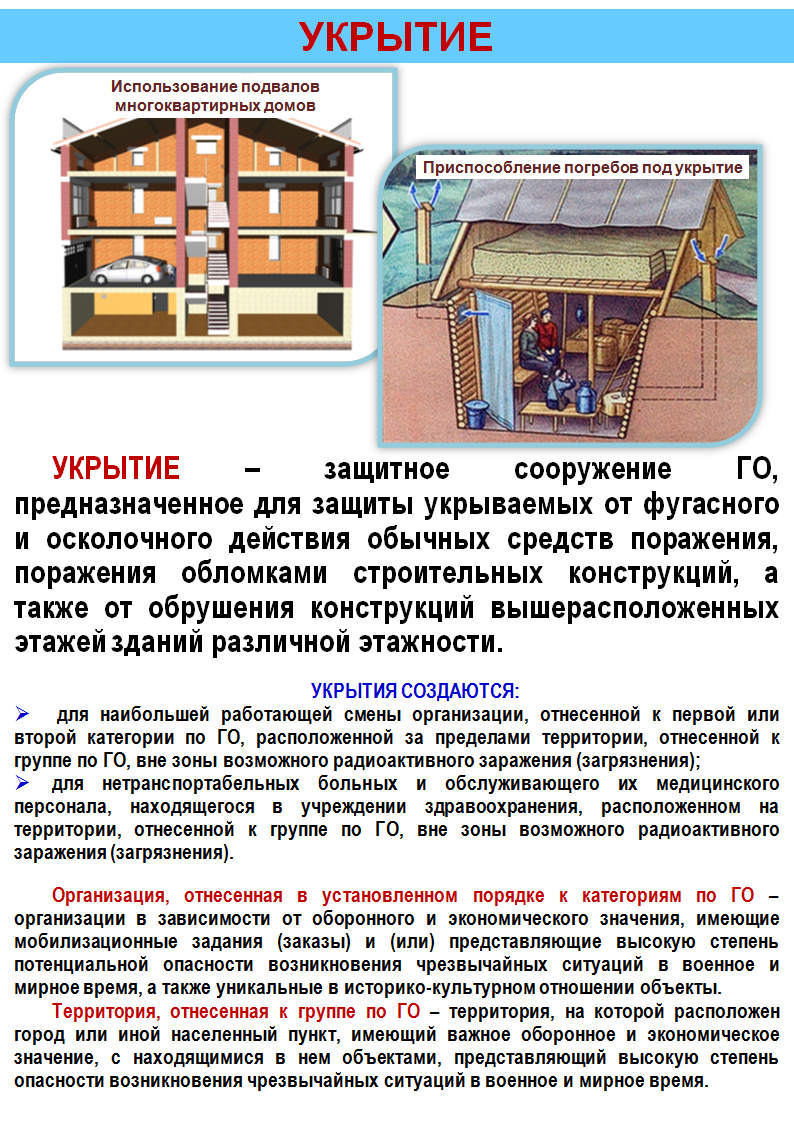 УКРЫТИЕ
Использование подвалов
многоквартирных домов
Приспособление погребов под укрытие
УКРЫТИЕ – защитное сооружение ГО,
предназначенное для защиты укрываемых от фугасного
и осколочного действия обычных средств поражения,
поражения обломками строительных конструкций, а
также от обрушения конструкций вышерасположенных
этажей зданий различной этажности.
УКРЫТИЯ СОЗДАЮТСЯ:
➢ для наибольшей работающей смены организации, отнесенной к первой или
второй категории по ГО, расположенной за пределами территории, отнесенной к
группе по ГО, вне зоны возможного радиоактивного заражения (загрязнения);
➢ для нетранспортабельных больных и обслуживающего их медицинского
персонала, находящегося в учреждении здравоохранения, расположенном на
территории, отнесенной к группе по ГО, вне зоны возможного радиоактивного
заражения (загрязнения).
Организация, отнесенная в установленном порядке к категориям по ГО –
организации в зависимости от оборонного и экономического значения, имеющие
мобилизационные задания (заказы) и (или) представляющие высокую степень
потенциальной опасности возникновения чрезвычайных ситуаций в военное и
мирное время, а также уникальные в историко-культурном отношении объекты.
Территория, отнесенная к группе по ГО – территория, на которой расположен
город или иной населенный пункт, имеющий важное оборонное и экономическое
значение, с находящимися в нем объектами, представляющий высокую степень
опасности возникновения чрезвычайных ситуаций в военное и мирное время.